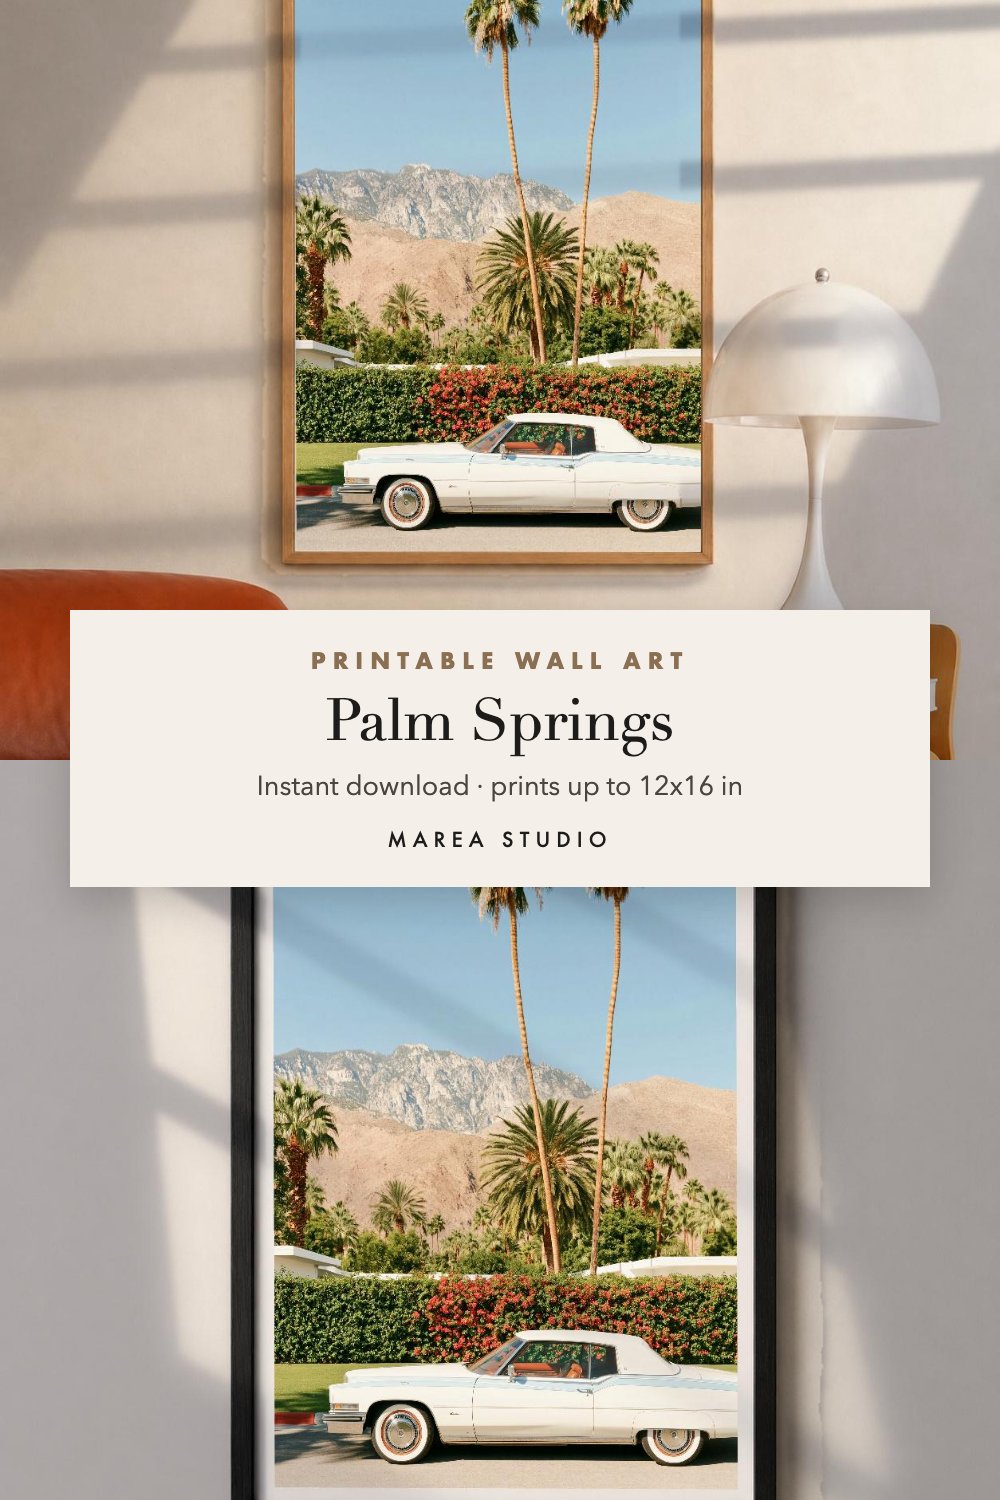 PRINTABLE WALL ART
Palm Springs
Instant download · prints up to 12x16 in
MAREA STUDIO